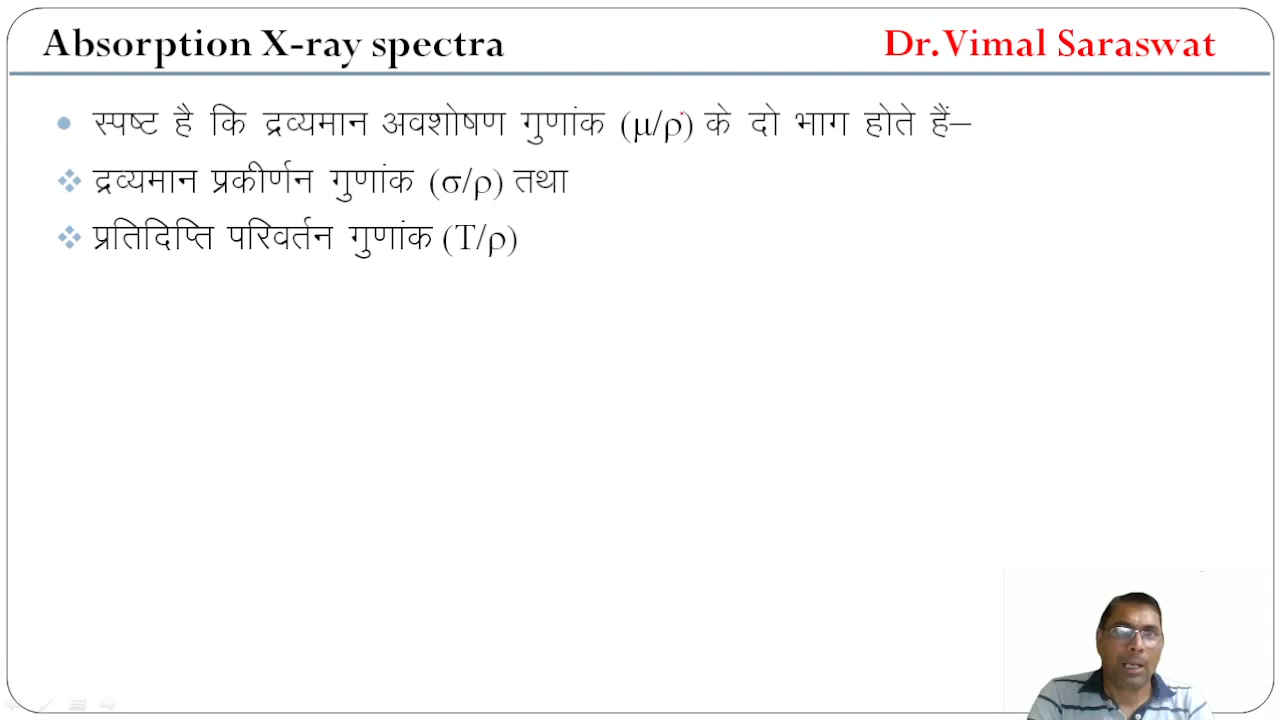 Absorption X-ray spectra
Dr.Vimal Saraswat
स्पष्ट है कि द्रव्यमान अवशोषण गुणांक (μ/ρ) के दो भाग होते हैं–
द्रव्यमान प्रकीर्णन गुणांक (σ/ρ) तथा
प्रतिदिप्ति परिवर्तन गुणांक (T/ρ)